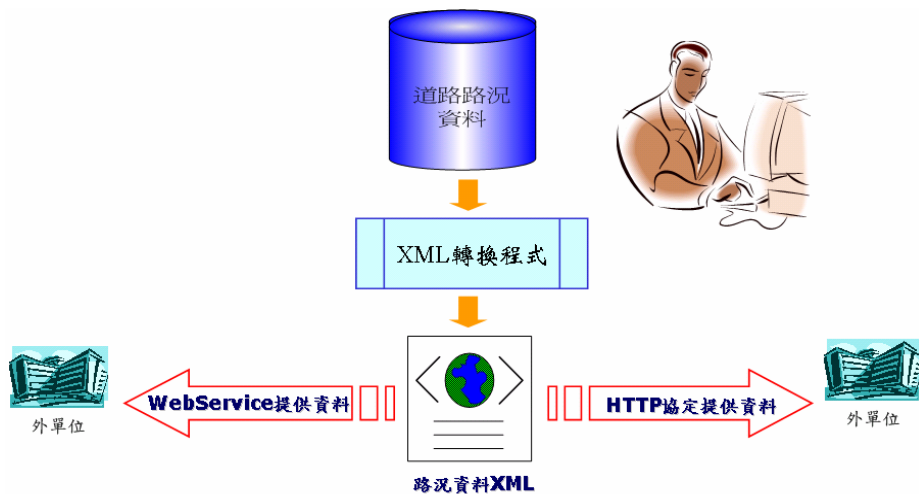 道路路況
資料
XML轉換程式
WebService提供資料
HTTP協定提供資料
外單位
外單位
路況資料XML